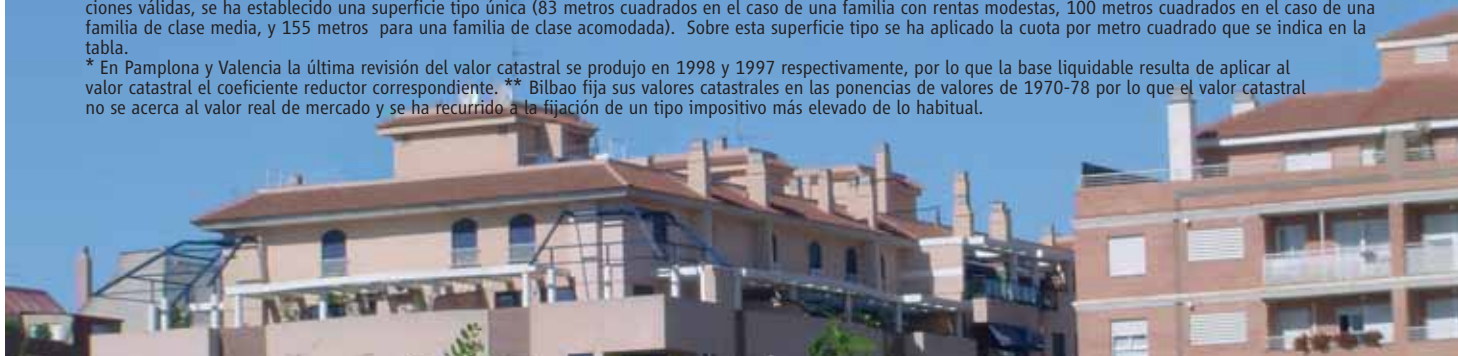 ciones válidas, se ha establecido una superficie tipo única (83 metros cuadrados en el caso de una familia con rentas modestas, 100 metros cuadrados en el caso de una
familia de clase media, y 155 metros para una familia de clase acomodada). Sobre esta superficie tipo se ha aplicado la cuota por metro cuadrado que se indica en la
tabla.
* En Pamplona y Valencia la última revisión del valor catastral se produjo en 1998 y 1997 respectivamente, por lo que la base liquidable resulta de aplicar al
valor catastral el coeficiente reductor correspondiente. ** Bilbao fija sus valores catastrales en las ponencias de valores de 1970-78 por lo que el valor catastral
no se acerca al valor real de mercado y se ha recurrido a la fijación de un tipo impositivo más elevado de lo habitual.